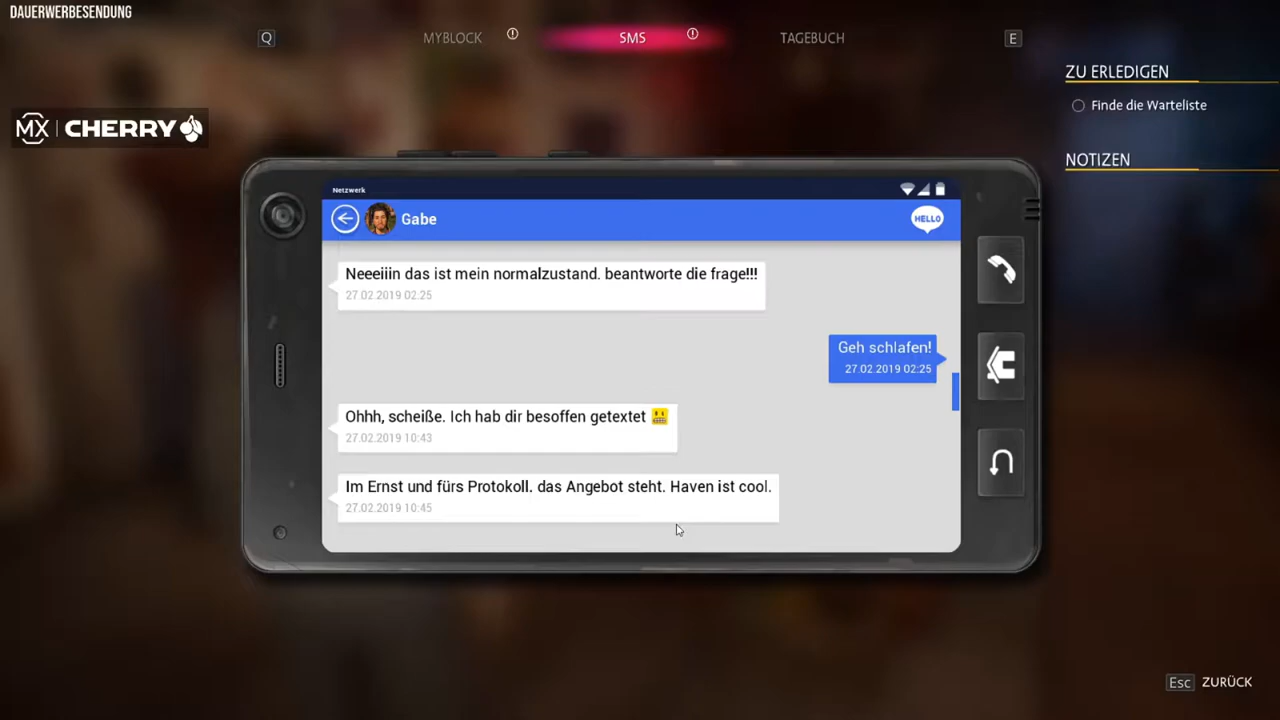 DAUERWERBESENDUNG
Q
MYBLOCK
SMS
TAGEBUCH
E
ZU ERLEDIGEN
Finde die Warteliste
NOTIZEN
MX | CHERRY
Netzwerk
Gabe
HELLO
Neeeiiin das ist mein normalzustand. beantworte die frage!!!
27.02.2019 02:25
Geh schlafen!
27.02.2019 02:25
Ohhh, scheiße. Ich hab dir besoffen getextet
27.02.2019 10:43
Im Ernst und fürs Protokoll. das Angebot steht. Haven ist cool.
27.02.2019 10:45
Esc ZURÜCK